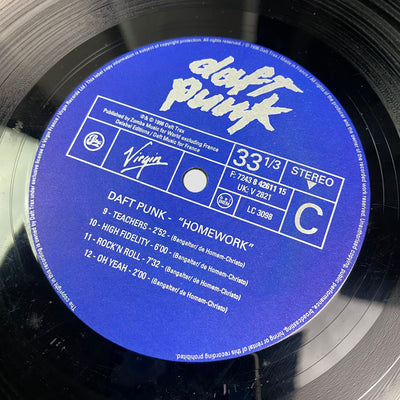 daft
punk
℗ & © 1996 Daft Trax
Published by Zomba Music for World excluding France
Delabel Editions / Daft Music for France
Virgin
33 1/3
STEREO
F: 7243 8 42611 15
UK: V 2821
LC 3098
C
DAFT PUNK - "HOMEWORK"
9 - TEACHERS - 2'52 - (Bangalter/ de Homem-Christo)
10 - HIGH FIDELITY - 6'00 - (Bangalter/ de Homem-Christo)
11 - ROCK'N ROLL - 7'32 - (Bangalter/ de Homem-Christo)
12 - OH YEAH - 2'00 - (Bangalter/ de Homem-Christo)